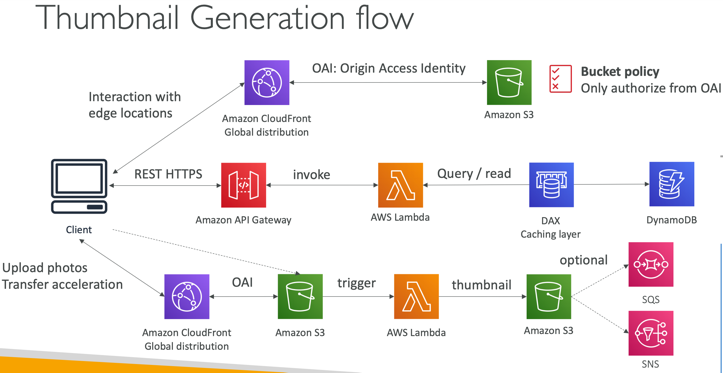 Thumbnail Generation flow
OAI: Origin Access Identity
Bucket policy
Only authorize from OAI
Interaction with
edge locations
Amazon CloudFront
Global distribution
Amazon S3
REST HTTPS
invoke
Query / read
Amazon API Gateway
AWS Lambda
DAX
Caching layer
DynamoDB
Client
Upload photos
Transfer acceleration
OAI
trigger
thumbnail
optional
Amazon CloudFront
Global distribution
Amazon S3
AWS Lambda
Amazon S3
SQS
SNS